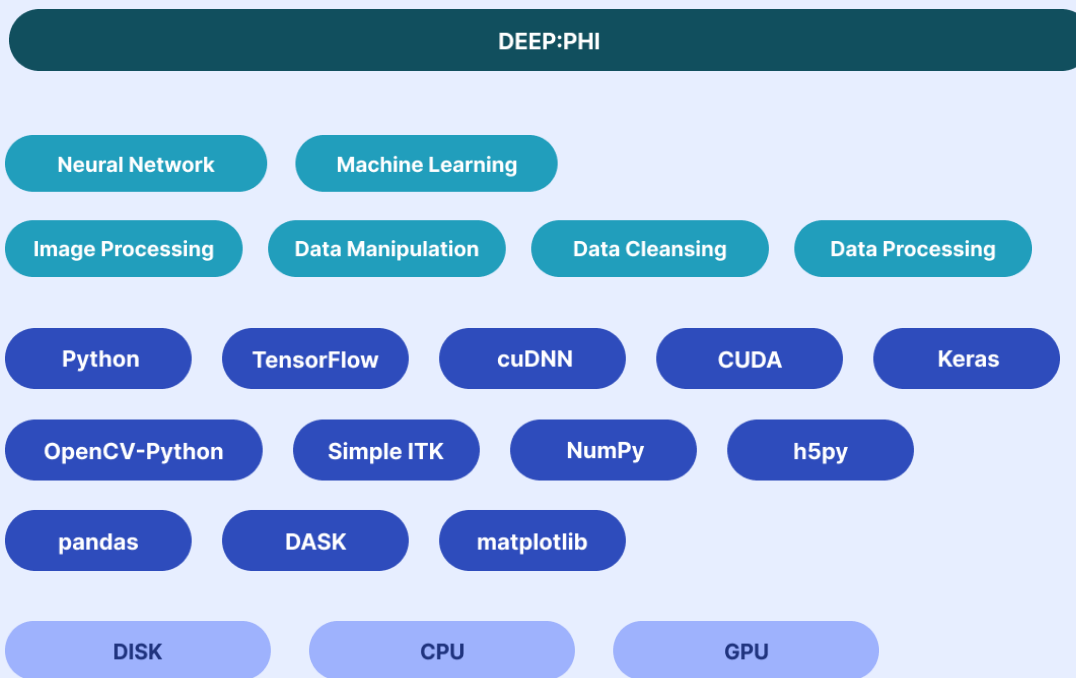 DEEP:PHI
Neural Network Machine Learning
Image Processing Data Manipulation Data Cleansing Data Processing
Python TensorFlow cuDNN CUDA Keras
OpenCV-Python Simple ITK NumPy h5py
pandas DASK matplotlib
DISK CPU GPU